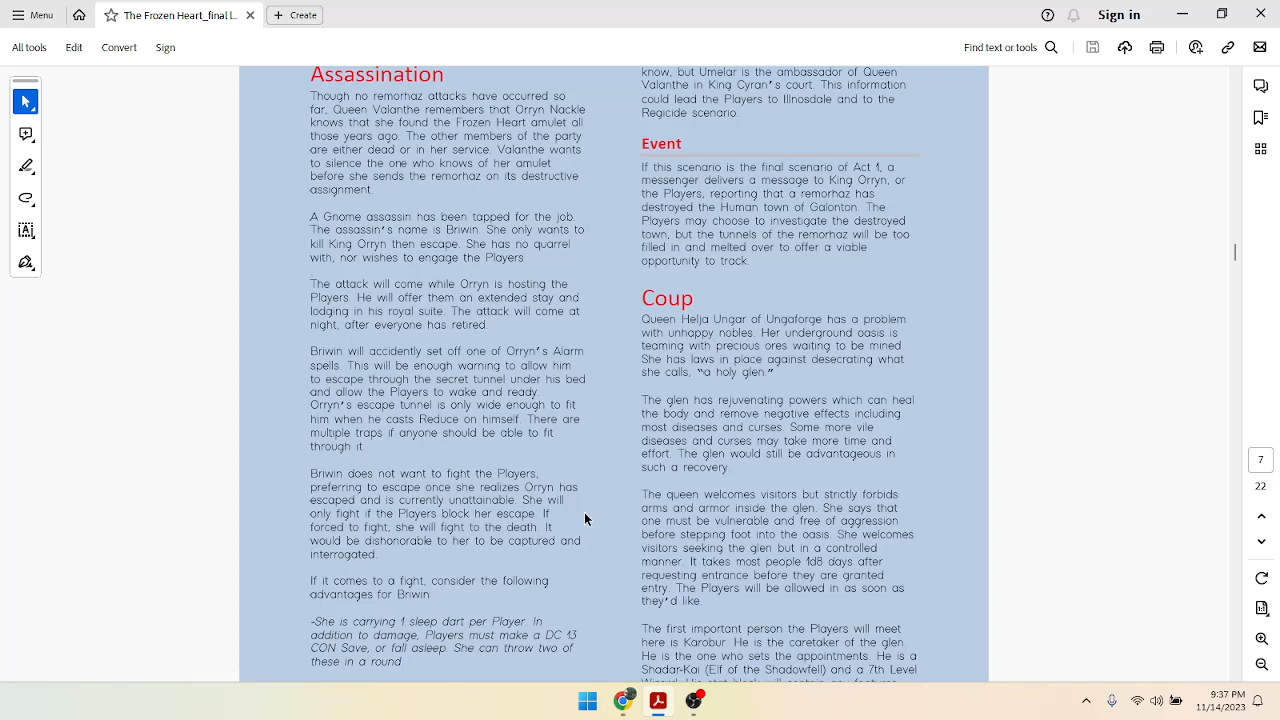 Menu
The Frozen Heart_final L...
Create
Sign in
All tools
Edit
Convert
Sign
Find text or tools
Assassination
Though no remorhaz attacks have occurred so
far, Queen Valanthe remembers that Orryn Nackle
knows that she found the Frozen Heart amulet all
those years ago. The other members of the party
are either dead or in her service. Valanthe wants
to silence the one who knows of her amulet
before she sends the remorhaz on its destructive
assignment.
A Gnome assassin has been tapped for the job.
The assassin's name is Briwin. She only wants to
kill King Orryn then escape. She has no quarrel
with, nor wishes to engage the Players
The attack will come while Orryn is hosting the
Players. He will offer them an extended stay and
lodging in his royal suite. The attack will come at
night, after everyone has retired.
Briwin will accidently set off one of Orryn's Alarm
spells. This will be enough warning to allow him
to escape through the secret tunnel under his bed
and allow the Players to wake and ready.
Orryn's escape tunnel is only wide enough to fit
him when he casts Reduce on himself. There are
multiple traps if anyone should be able to fit
through it.
Briwin does not want to fight the Players,
preferring to escape once she realizes Orryn has
escaped and is currently unattainable. She will
only fight if the Players block her escape. If
forced to fight, she will fight to the death. It
would be dishonorable to her to be captured and
interrogated.
If it comes to a fight, consider the following
advantages for Briwin:
-She is carrying 1 sleep dart per Player. In
addition to damage, Players must make a DC 13
CON Save, or fall asleep. She can throw two of
these in a round.
know, but Umelar is the ambassador of Queen
Valanthe in King Cyran's court. This information
could lead the Players to Illnosdale and to the
Regicide scenario.
Event
If this scenario is the final scenario of Act 1, a
messenger delivers a message to King Orryn, or
the Players, reporting that a remorhaz has
destroyed the Human town of Galonton. The
Players may choose to investigate the destroyed
town, but the tunnels of the remorhaz will be too
filled in and melted over to offer a viable
opportunity to track.
Coup
Queen Helja Ungar of Ungaforge has a problem
with unhappy nobles. Her underground oasis is
teaming with precious ores waiting to be mined.
She has laws in place against desecrating what
she calls, "a holy glen."
The glen has rejuvenating powers which can heal
the body and remove negative effects including
most diseases and curses. Some more vile
diseases and curses may take more time and
effort. The glen would still be advantageous in
such a recovery.
The queen welcomes visitors but strictly forbids
arms and armor inside the glen. She says that
one must be vulnerable and free of aggression
before stepping foot into the oasis. She welcomes
visitors seeking the glen but in a controlled
manner. It takes most people 1d8 days after
requesting entrance before they are granted
entry. The Players will be allowed in as soon as
they'd like.
The first important person the Players will meet
here is Karobur. He is the caretaker of the glen.
He is the one who sets the appointments. He is a
Shadar-Kai (Elf of the Shadowfell) and a 7th Level
7
22
9:37 PM
11/14/2023